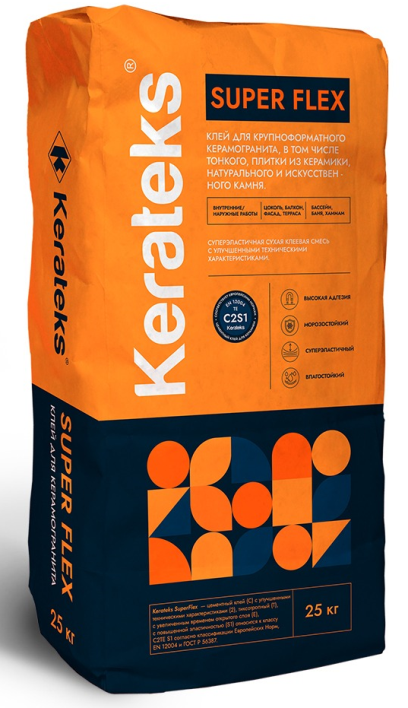 Kerateks®
SUPER FLEX
КЛЕЙ ДЛЯ КРУПНОФОРМАТНОГО
КЕРАМОГРАНИТА, В ТОМ ЧИСЛЕ
ТОНКОГО, ПЛИТКИ ИЗ КЕРАМИКИ,
НАТУРАЛЬНОГО И ИСКУССТВЕН -
НОГО КАМНЯ.
ВНУТРЕННИЕ/
НАРУЖНЫЕ РАБОТЫ
ЦОКОЛЬ, БАЛКОН,
ФАСАД, ТЕРРАСА
БАССЕЙН,
БАНЯ, ХАММАМ
СУПЕРЭЛАСТИЧНАЯ СУХАЯ КЛЕЕВАЯ СМЕСЬ
С УЛУЧШЕННЫМИ ТЕХНИЧЕСКИМИ
ХАРАКТЕРИСТИКАМИ.
EN 12004
TE
C2S1
Kerateks
ВЫСОКАЯ АДГЕЗИЯ
МОРОЗОСТОЙКИЙ
СУПЕРЭЛАСТИЧНЫЙ
ВЛАГОСТОЙКИЙ
Kerateks SuperFlex — цементный клей (C) с улучшенными
техническими характеристиками (2), тиксотропный (T),
с увеличенным временем открытого слоя (E),
с повышенной эластичностью (S1) относится к классу
C2TE S1 согласно классификации Европейских Норм,
EN 12004 и ГОСТ Р 56387.
25 кг
Kerateks®
SUPER FLEX
КЛЕЙ ДЛЯ КЕРАМОГРАНИТА
25 кг